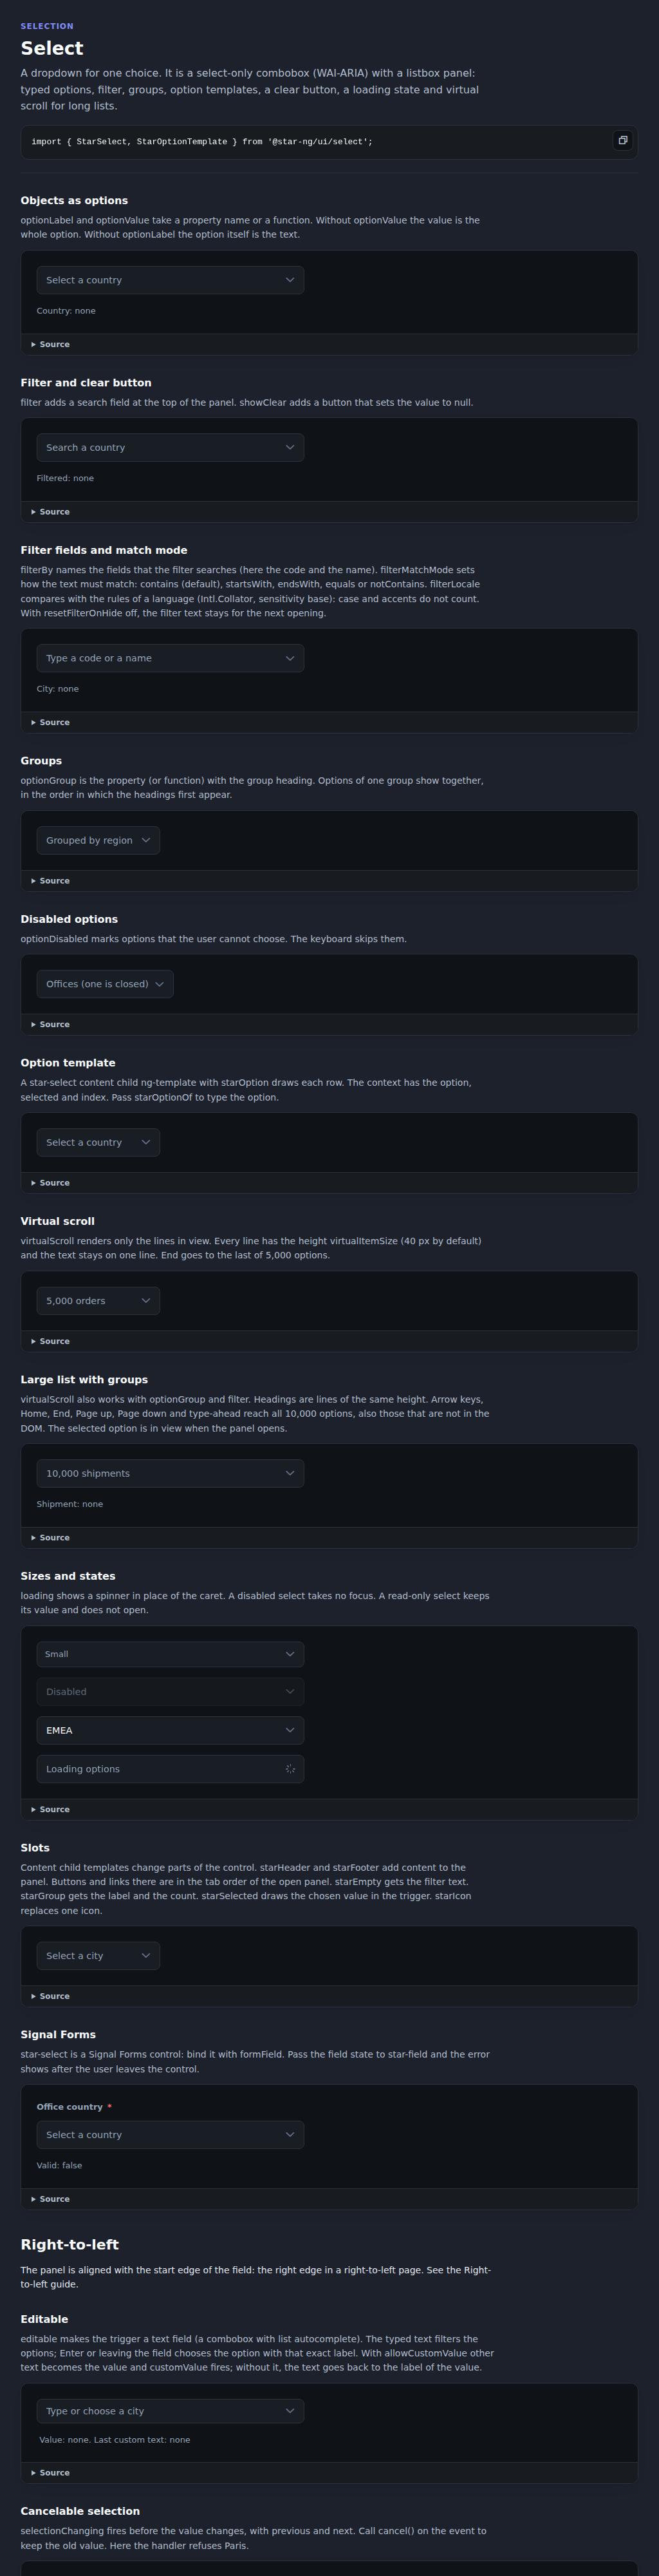 SELECTION
Select
A dropdown for one choice. It is a select-only combobox (WAI-ARIA) with a listbox panel:
typed options, filter, groups, option templates, a clear button, a loading state and virtual
scroll for long lists.
import { StarSelect, StarOptionTemplate } from '@star-ng/ui/select';
Objects as options
optionLabel and optionValue take a property name or a function. Without optionValue the value is the
whole option. Without optionLabel the option itself is the text.
Select a country
Country: none
Source
Filter and clear button
filter adds a search field at the top of the panel. showClear adds a button that sets the value to null.
Search a country
Filtered: none
Source
Filter fields and match mode
filterBy names the fields that the filter searches (here the code and the name). filterMatchMode sets
how the text must match: contains (default), startsWith, endsWith, equals or notContains. filterLocale
compares with the rules of a language (Intl.Collator, sensitivity base): case and accents do not count.
With resetFilterOnHide off, the filter text stays for the next opening.
Type a code or a name
City: none
Source
Groups
optionGroup is the property (or function) with the group heading. Options of one group show together,
in the order in which the headings first appear.
Grouped by region
Source
Disabled options
optionDisabled marks options that the user cannot choose. The keyboard skips them.
Offices (one is closed)
Source
Option template
A star-select content child ng-template with starOption draws each row. The context has the option,
selected and index. Pass starOptionOf to type the option.
Select a country
Source
Virtual scroll
virtualScroll renders only the lines in view. Every line has the height virtualItemSize (40 px by default)
and the text stays on one line. End goes to the last of 5,000 options.
5,000 orders
Source
Large list with groups
virtualScroll also works with optionGroup and filter. Headings are lines of the same height. Arrow keys,
Home, End, Page up, Page down and type-ahead reach all 10,000 options, also those that are not in the
DOM. The selected option is in view when the panel opens.
10,000 shipments
Shipment: none
Source
Sizes and states
loading shows a spinner in place of the caret. A disabled select takes no focus. A read-only select keeps
its value and does not open.
Small
Disabled
EMEA
Loading options
Source
Slots
Content child templates change parts of the control. starHeader and starFooter add content to the
panel. Buttons and links there are in the tab order of the open panel. starEmpty gets the filter text.
starGroup gets the label and the count. starSelected draws the chosen value in the trigger. starIcon
replaces one icon.
Select a city
Source
Signal Forms
star-select is a Signal Forms control: bind it with formField. Pass the field state to star-field and the error
shows after the user leaves the control.
Office country *
Select a country
Valid: false
Source
Right-to-left
The panel is aligned with the start edge of the field: the right edge in a right-to-left page. See the Right-
to-left guide.
Editable
editable makes the trigger a text field (a combobox with list autocomplete). The typed text filters the
options; Enter or leaving the field chooses the option with that exact label. With allowCustomValue other
text becomes the value and customValue fires; without it, the text goes back to the label of the value.
Type or choose a city
Value: none. Last custom text: none
Source
Cancelable selection
selectionChanging fires before the value changes, with previous and next. Call cancel() on the event to
keep the old value. Here the handler refuses Paris.